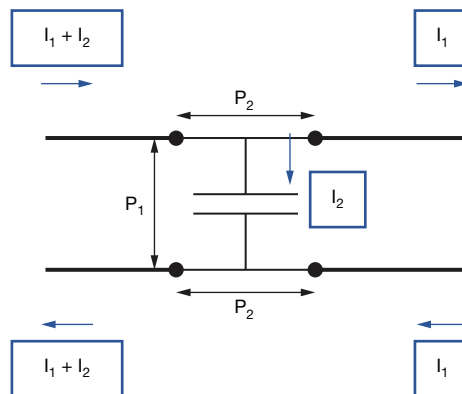 I₁ + I₂
I₁
P₂
P₁
I₂
P₂
I₁ + I₂
I₁